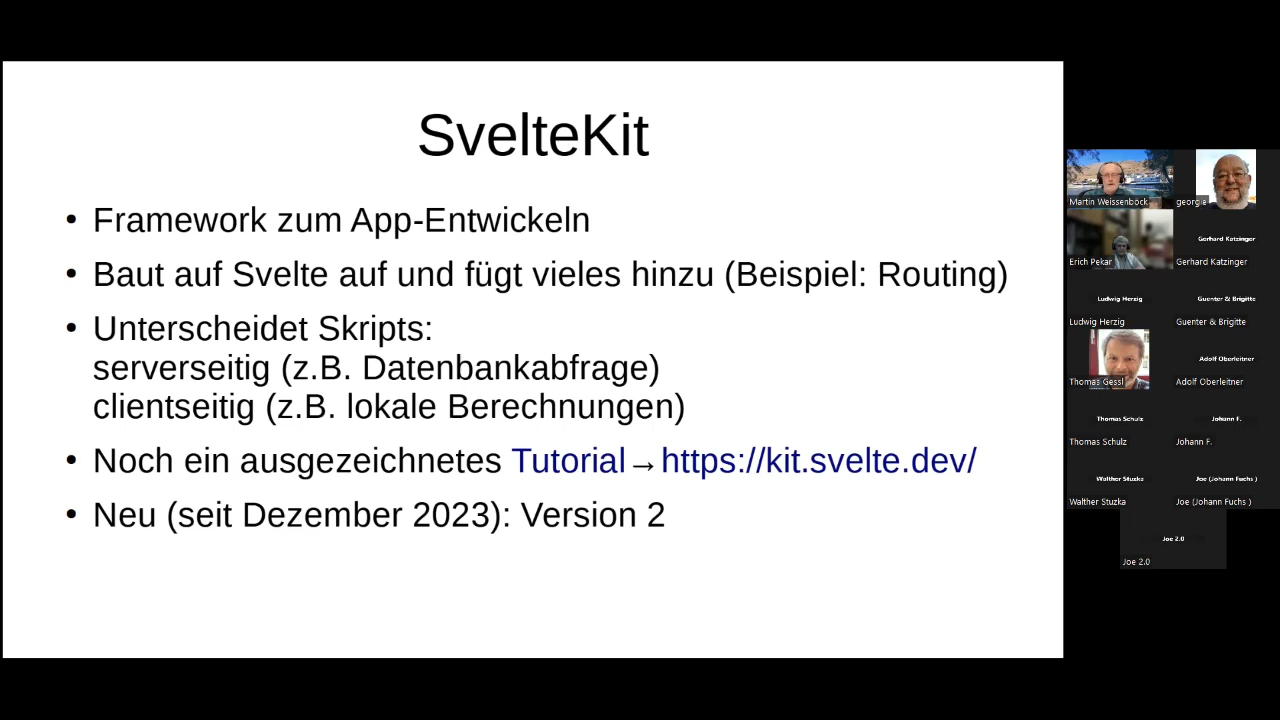 SvelteKit
• Framework zum App-Entwickeln
• Baut auf Svelte auf und fügt vieles hinzu (Beispiel: Routing)
• Unterscheidet Skripts:
serverseitig (z.B. Datenbankabfrage)
clientseitig (z.B. lokale Berechnungen)
• Noch ein ausgezeichnetes Tutorial→https://kit.svelte.dev/
• Neu (seit Dezember 2023): Version 2
Martin Weissenböck
georgie
Erich Pekar
Gerhard Katzinger
Gerhard Katzinger
Ludwig Herzig
Ludwig Herzig
Guenter & Brigitte
Guenter & Brigitte
Thomas Gessl
Adolf Oberleitner
Adolf Oberleitner
Thomas Schulz
Thomas Schulz
Johann F.
Johann F.
Walther Stuzka
Walther Stuzka
Joe (Johann Fuchs )
Joe (Johann Fuchs )
Joe 2.0
Joe 2.0